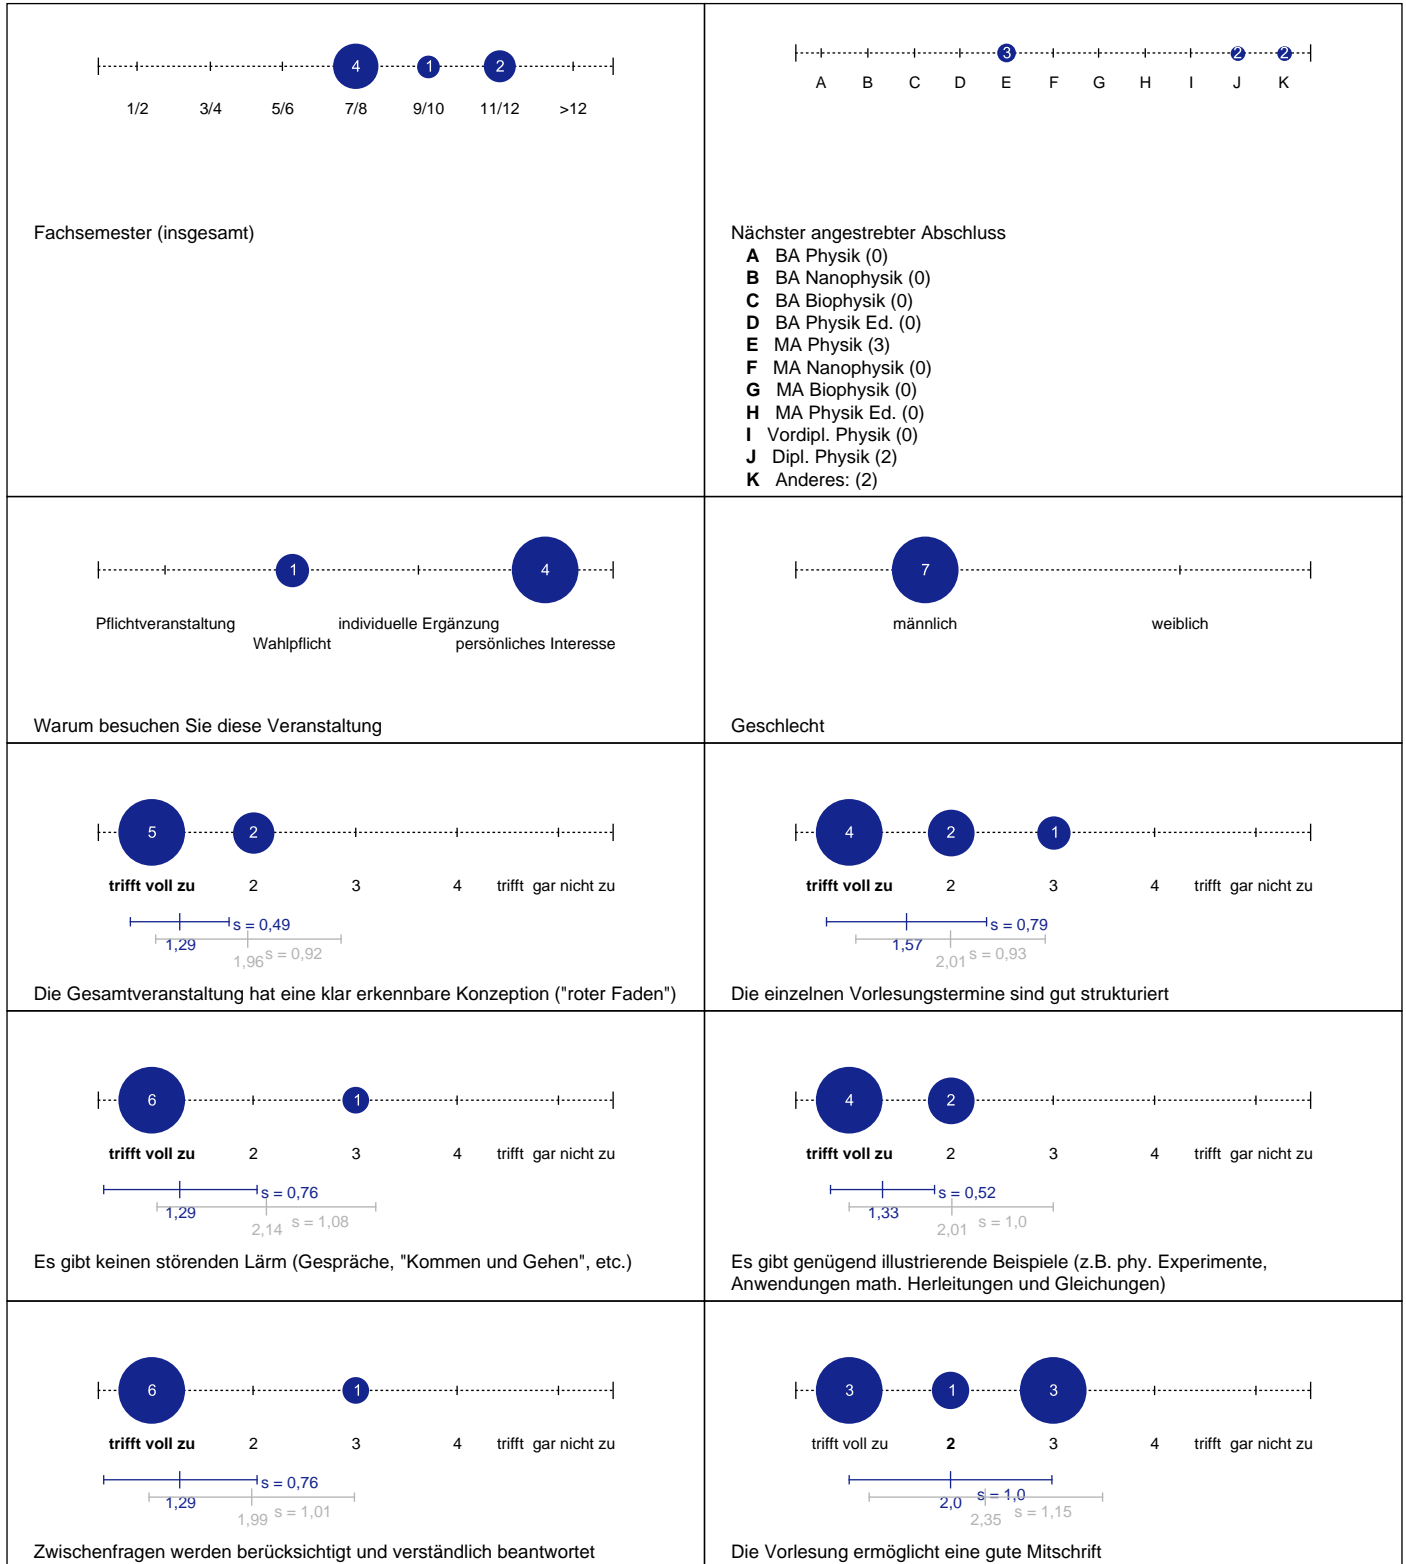 4 1 2
1/2 3/4 5/6 7/8 9/10 11/12 >12
Fachsemester (insgesamt)
3 2 2
A B C D E F G H I J K
Nächster angestrebter Abschluss
A BA Physik (0)
B BA Nanophysik (0)
C BA Biophysik (0)
D BA Physik Ed. (0)
E MA Physik (3)
F MA Nanophysik (0)
G MA Biophysik (0)
H MA Physik Ed. (0)
I Vordipl. Physik (0)
J Dipl. Physik (2)
K Anderes: (2)
1 4
Pflichtveranstaltung individuelle Ergänzung
Wahlpflicht persönliches Interesse
Warum besuchen Sie diese Veranstaltung
7
männlich weiblich
Geschlecht
5 2
trifft voll zu 2 3 4 trifft gar nicht zu
s = 0,49
1,29
s = 0,92
1,96
Die Gesamtveranstaltung hat eine klar erkennbare Konzeption ("roter Faden")
4 2 1
trifft voll zu 2 3 4 trifft gar nicht zu
s = 0,79
1,57
s = 0,93
2,01
Die einzelnen Vorlesungstermine sind gut strukturiert
6 1
trifft voll zu 2 3 4 trifft gar nicht zu
s = 0,76
1,29
s = 1,08
2,14
Es gibt keinen störenden Lärm (Gespräche, "Kommen und Gehen", etc.)
4 2
trifft voll zu 2 3 4 trifft gar nicht zu
s = 0,52
1,33
s = 1,0
2,01
Es gibt genügend illustrierende Beispiele (z.B. phy. Experimente,
Anwendungen math. Herleitungen und Gleichungen)
6 1
trifft voll zu 2 3 4 trifft gar nicht zu
s = 0,76
1,29
s = 1,01
1,99
Zwischenfragen werden berücksichtigt und verständlich beantwortet
3 1 3
trifft voll zu 2 3 4 trifft gar nicht zu
s = 1,0
2,0
s = 1,15
2,35
Die Vorlesung ermöglicht eine gute Mitschrift